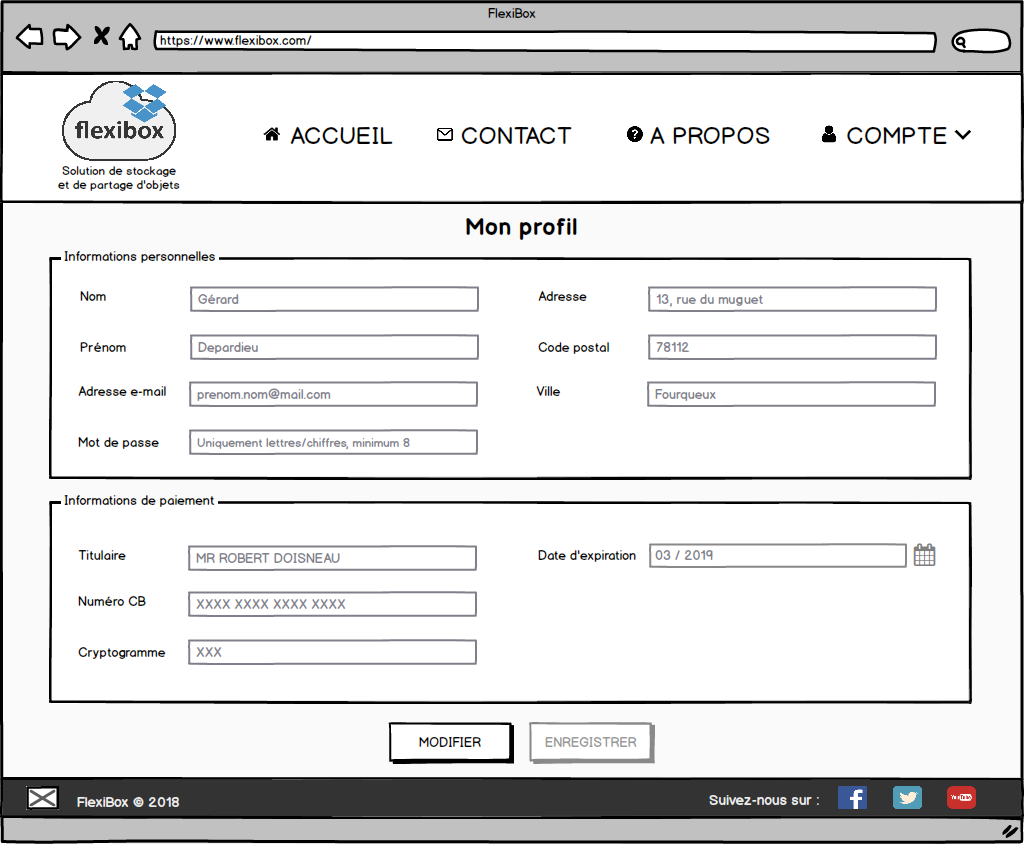 FlexiBox
https://www.flexibox.com/
flexibox
Solution de stockage
et de partage d'objets
ACCUEIL
CONTACT
A PROPOS
COMPTE
Mon profil
Informations personnelles
Nom
Gérard
Adresse
13, rue du muguet
Prénom
Depardieu
Code postal
78112
Adresse e-mail
prenom.nom@mail.com
Ville
Fourqueux
Mot de passe
Uniquement lettres/chiffres, minimum 8
Informations de paiement
Titulaire
MR ROBERT DOISNEAU
Date d'expiration
03 / 2019
Numéro CB
XXXX XXXX XXXX XXXX
Cryptogramme
XXX
MODIFIER
ENREGISTRER
FlexiBox © 2018
Suivez-nous sur :
YouTube